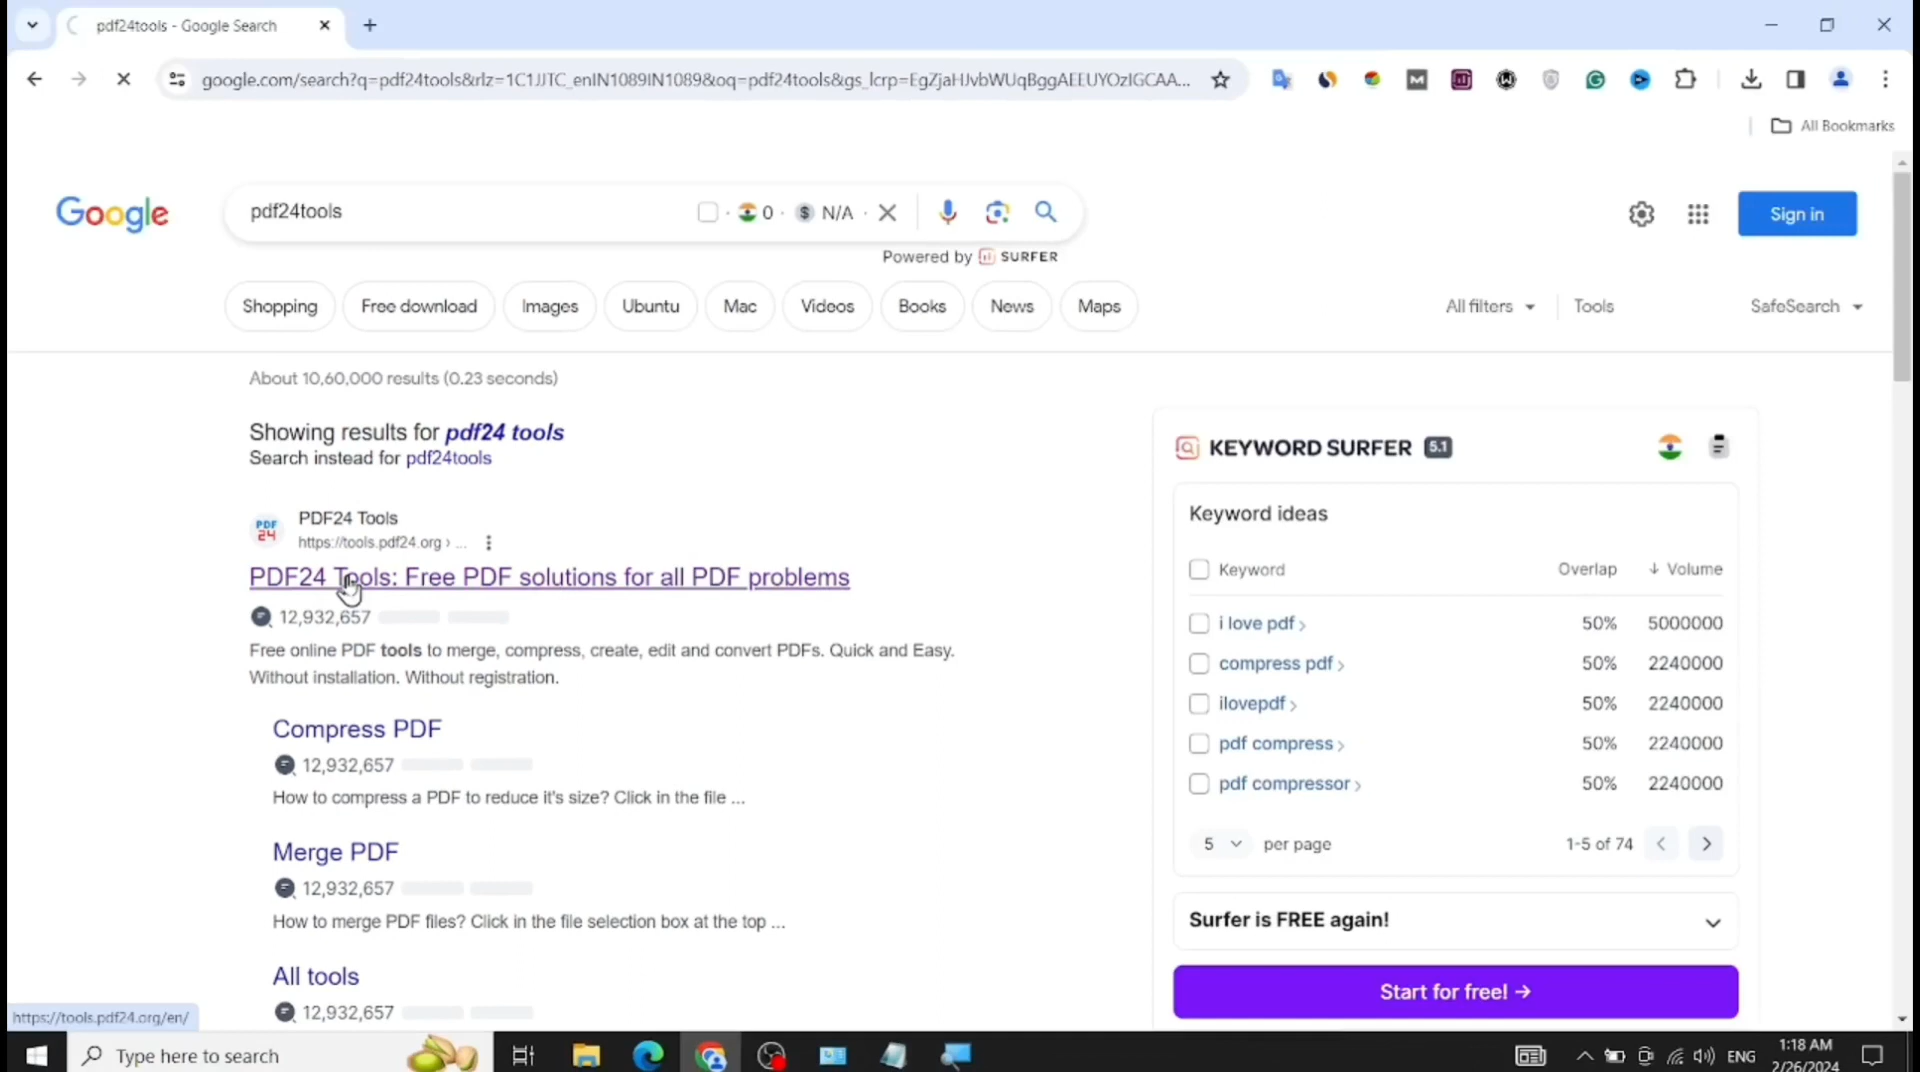 pdf24tools - Google Search
google.com/search?q=pdf24tools&rlz=1C1JJTC_enIN1089IN1089&oq=pdf24tools&gs_lcrp=EgZjaHJvbWUqBggAEEUYOzIGCAA...
All Bookmarks
Google
pdf24tools
0 · $ N/A ·
Sign in
Powered by SURFER
Shopping
Free download
Images
Ubuntu
Mac
Videos
Books
News
Maps
All filters
Tools
SafeSearch
About 10,60,000 results (0.23 seconds)
Showing results for pdf24 tools
Search instead for pdf24tools
PDF24 Tools
https://tools.pdf24.org › ...
PDF24 Tools: Free PDF solutions for all PDF problems
12,932,657
Free online PDF tools to merge, compress, create, edit and convert PDFs. Quick and Easy.
Without installation. Without registration.
Compress PDF
12,932,657
How to compress a PDF to reduce it's size? Click in the file ...
Merge PDF
12,932,657
How to merge PDF files? Click in the file selection box at the top ...
All tools
12,932,657
KEYWORD SURFER 5.1
Keyword ideas
Keyword Overlap ↓ Volume
i love pdf › 50% 5000000
compress pdf › 50% 2240000
ilovepdf › 50% 2240000
pdf compress › 50% 2240000
pdf compressor › 50% 2240000
5 per page 1-5 of 74
Surfer is FREE again!
Start for free! →
https://tools.pdf24.org/en/
Type here to search
ENG
1:18 AM
2/26/2024